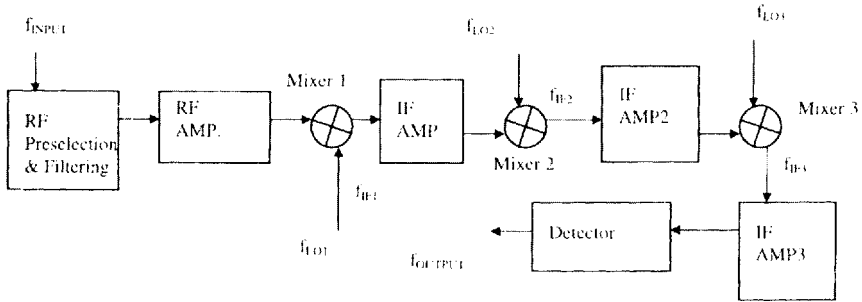 fINPUT
RF
Preselection
& Filtering
RF
AMP.
Mixer 1
fLO1
fIF1
IF
AMP
fLO2
Mixer 2
fIF2
IF
AMP2
fLO3
Mixer 3
fIF3
IF
AMP3
Detector
fOUTPUT